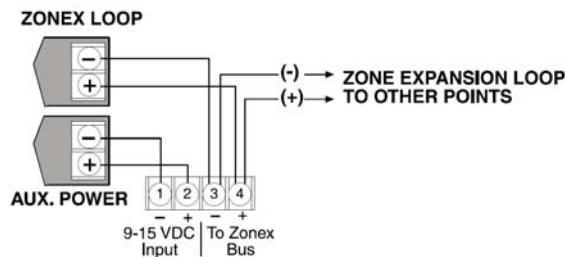 ZONEX LOOP
−
+
(-)
(+)
ZONE EXPANSION LOOP
TO OTHER POINTS
−
+
AUX. POWER
1 2 3 4
− + − +
9-15 VDC Input
To Zonex Bus